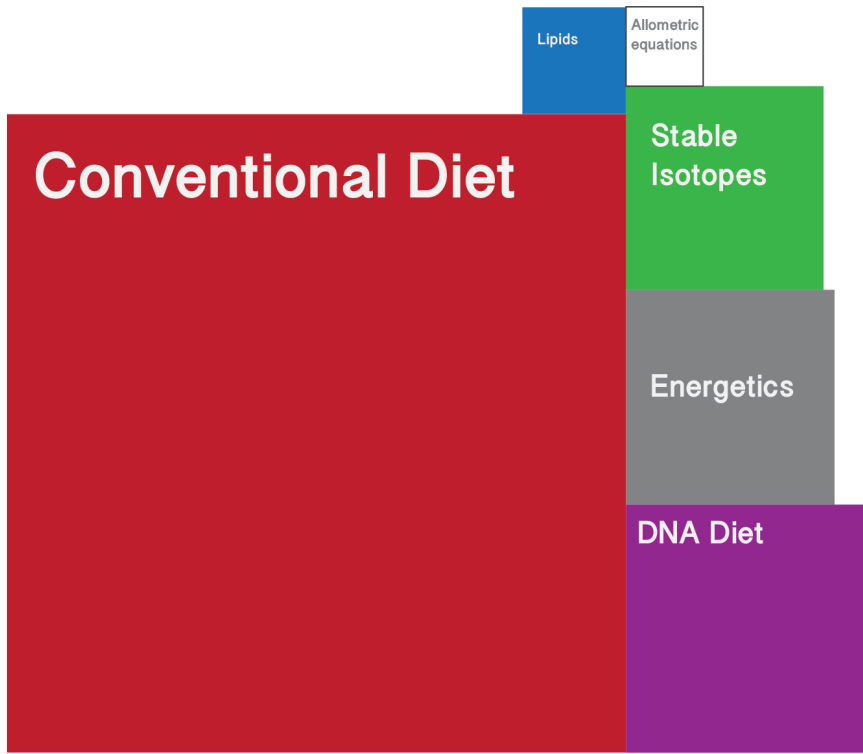 Lipids
Allometric
equations
Conventional Diet
Stable
Isotopes
Energetics
DNA Diet